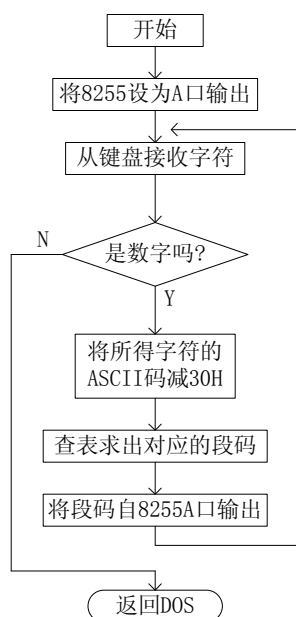 开始
将8255设为A口输出
从键盘接收字符
N
是数字吗?
Y
将所得字符的
ASCII码减30H
查表求出对应的段码
将段码自8255A口输出
返回DOS